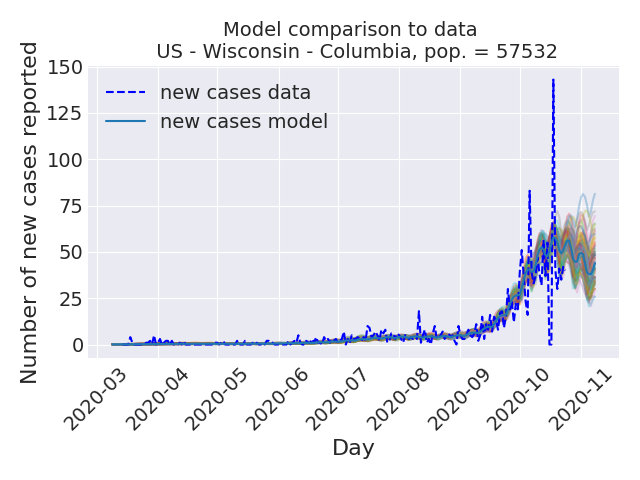 Model comparison to data
US - Wisconsin - Columbia, pop. = 57532
Number of new cases reported
150
125
100
75
50
25
0
new cases data
new cases model
2020-03
2020-04
2020-05
2020-06
2020-07
2020-08
2020-09
2020-10
2020-11
Day